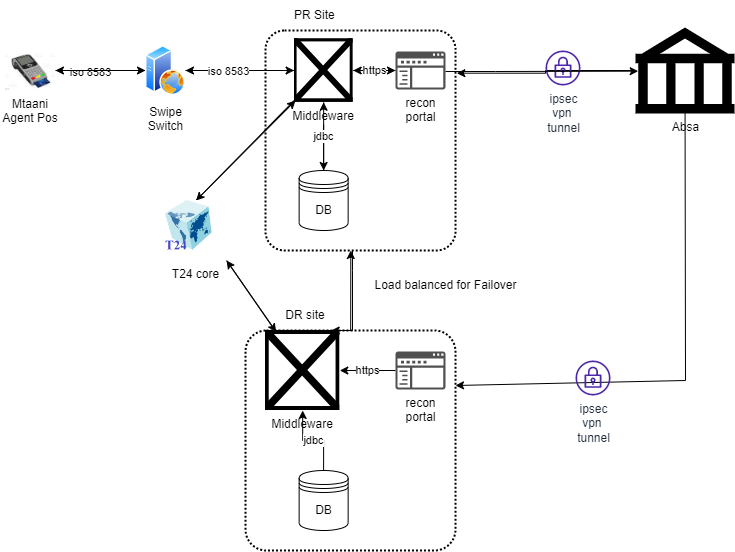 PR Site
iso 8583
iso 8583
https
Mtaani
Agent Pos
Swipe
Switch
Middleware
recon
portal
ipsec
vpn
tunnel
Absa
jdbc
DB
T24
T24 core
Load balanced for Failover
DR site
https
recon
portal
ipsec
vpn
tunnel
Middleware
jdbc
DB